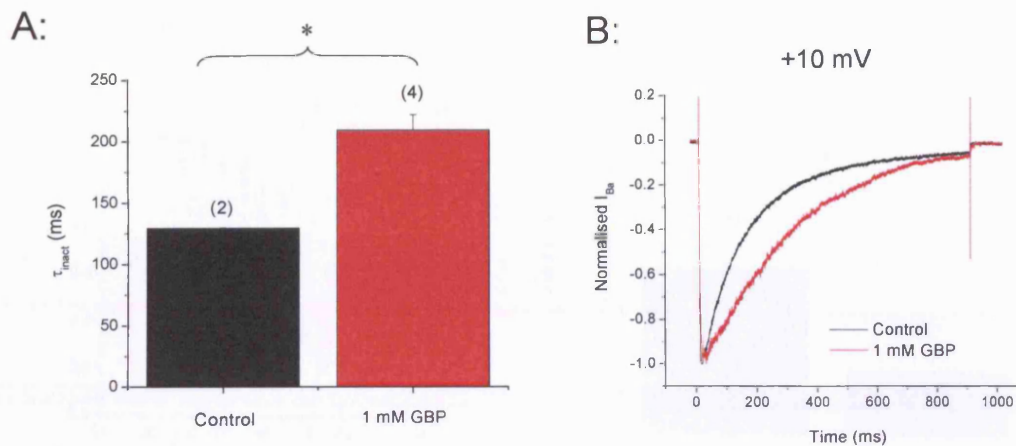 A:
*
250
200
150
100
50
0
τinact (ms)
(2)
(4)
Control
1 mM GBP
B:
+10 mV
0.2
0.0
-0.2
-0.4
-0.6
-0.8
-1.0
Normalised IBa
Control
1 mM GBP
0
200
400
600
800
1000
Time (ms)